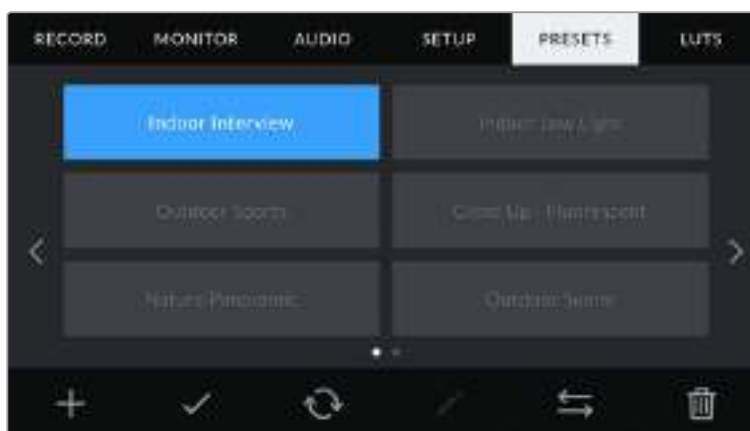 RECORD MONITOR AUDIO SETUP PRESETS LUTS
Indoor Interview Indoor Low Light
Outdoor Sports Close Up - Fluorescent
Nature Panoramic Outdoor